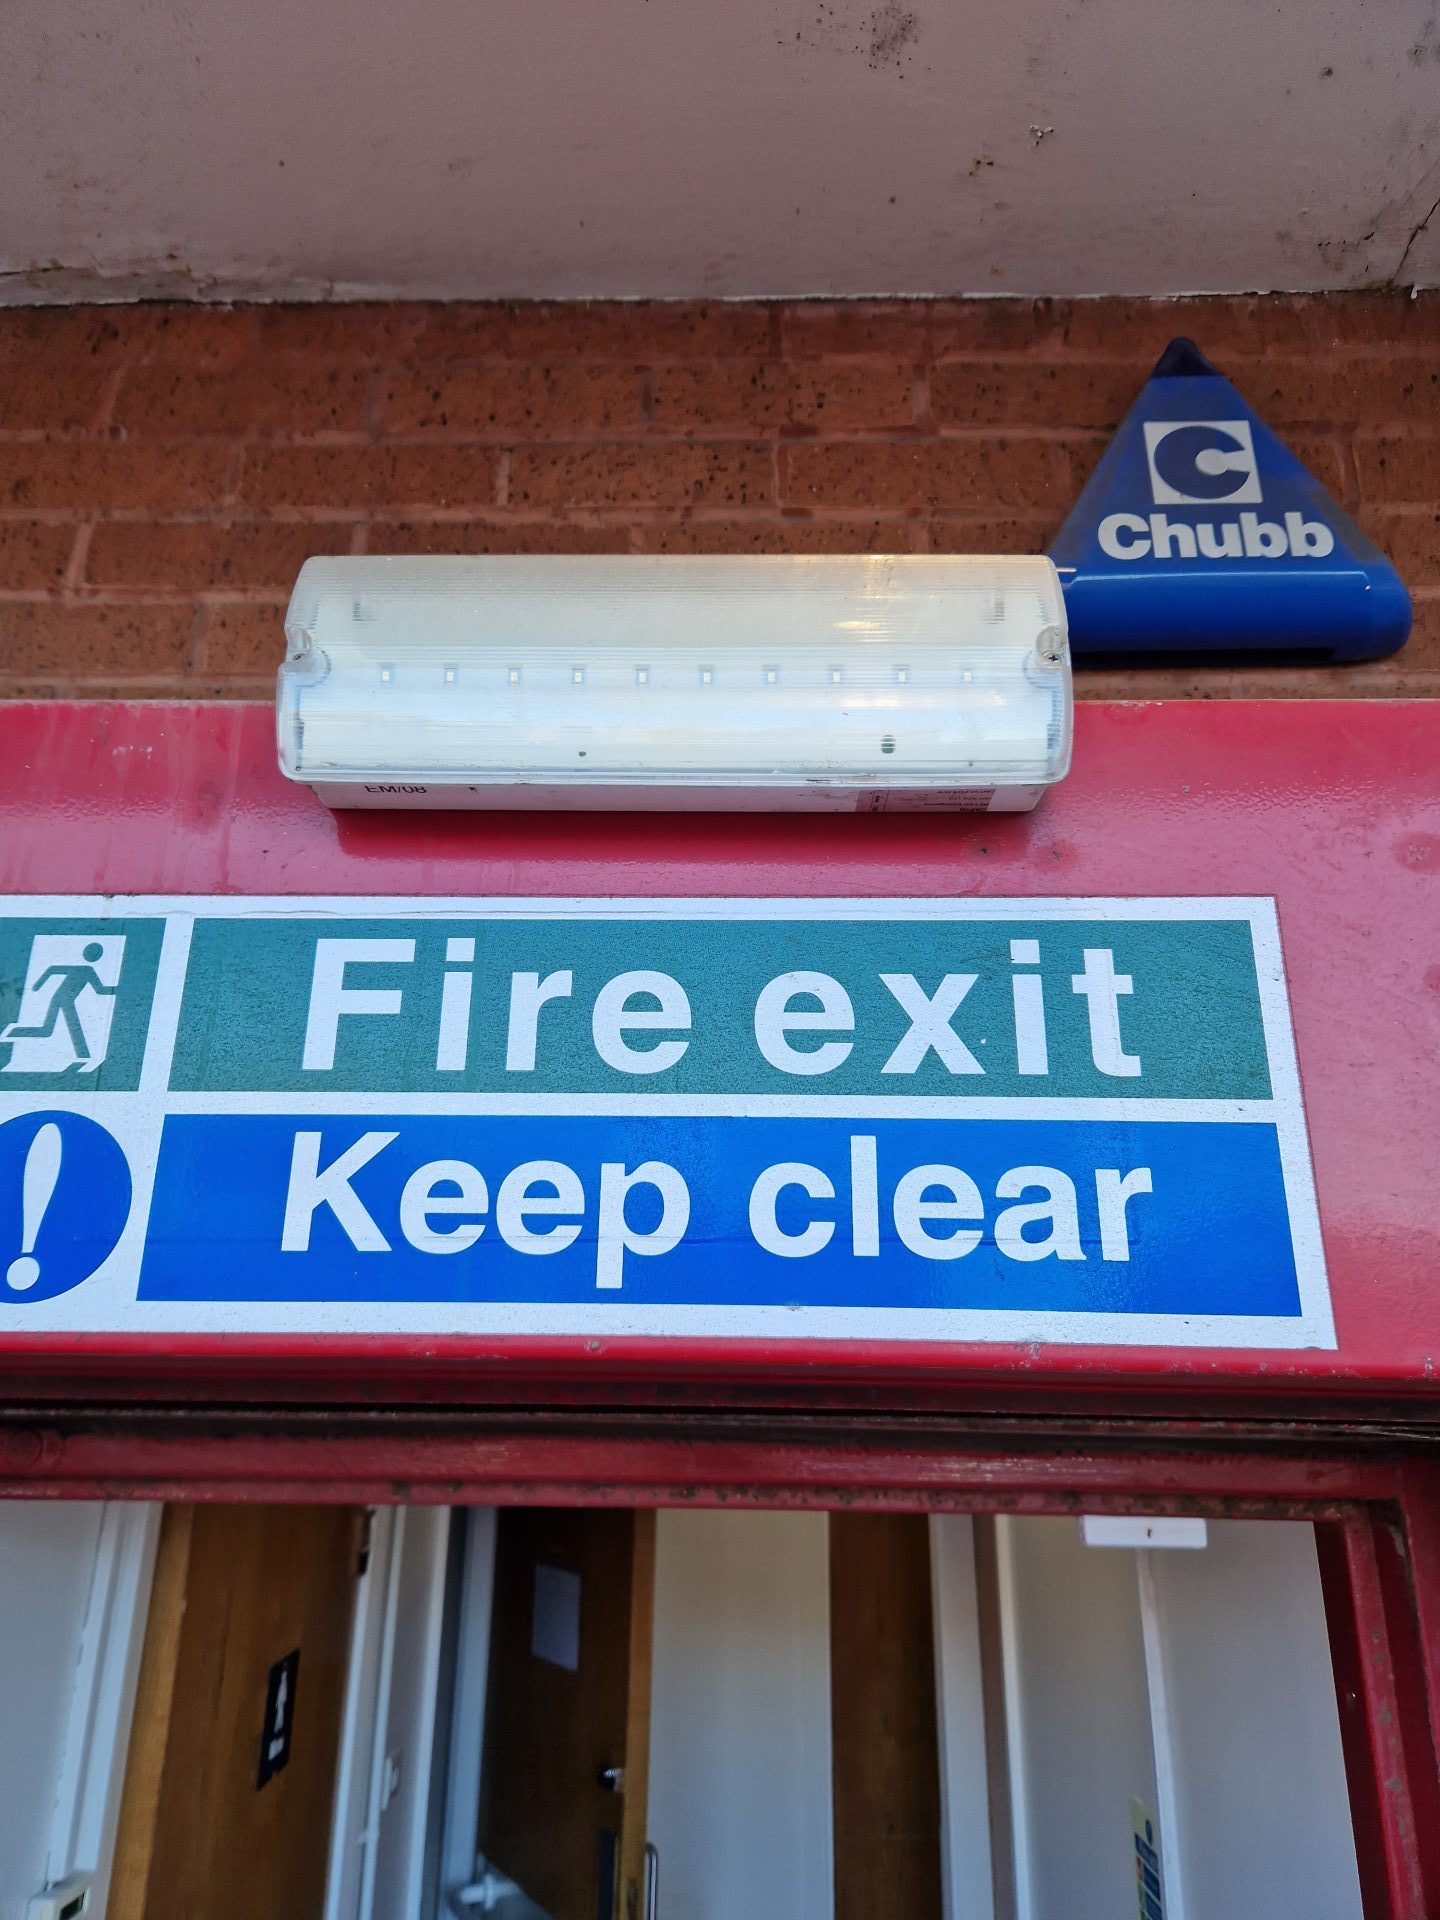 C
Chubb
EM/08
Fire exit
Keep clear